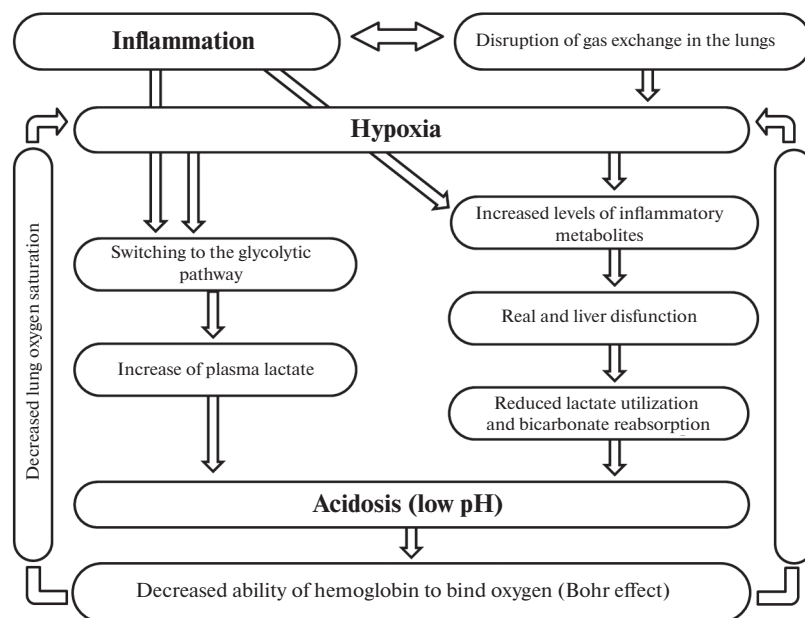 Inflammation
Disruption of gas exchange in the lungs
Hypoxia
Decreased lung oxygen saturation
Increased levels of inflammatory
metabolites
Switching to the glycolytic
pathway
Real and liver disfunction
Increase of plasma lactate
Reduced lactate utilization
and bicarbonate reabsorption
Acidosis (low pH)
Decreased ability of hemoglobin to bind oxygen (Bohr effect)